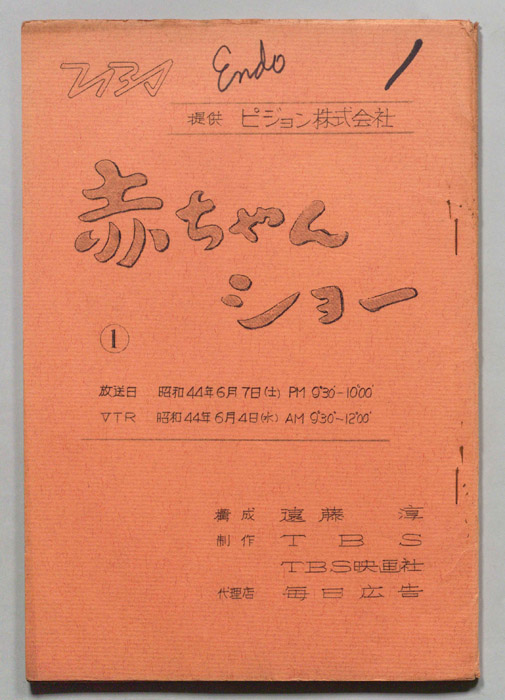 TBS Endo
提供 ピジョン株式会社
赤ちゃん
ショー
①
放送日 昭和44年6月7日(土) PM 9°30′-10°00′
VTR 昭和44年6月4日(水) AM 9°30′~12°00′
構成 遠藤 淳
制作 TBS
TBS映画社
代理店 毎日広告